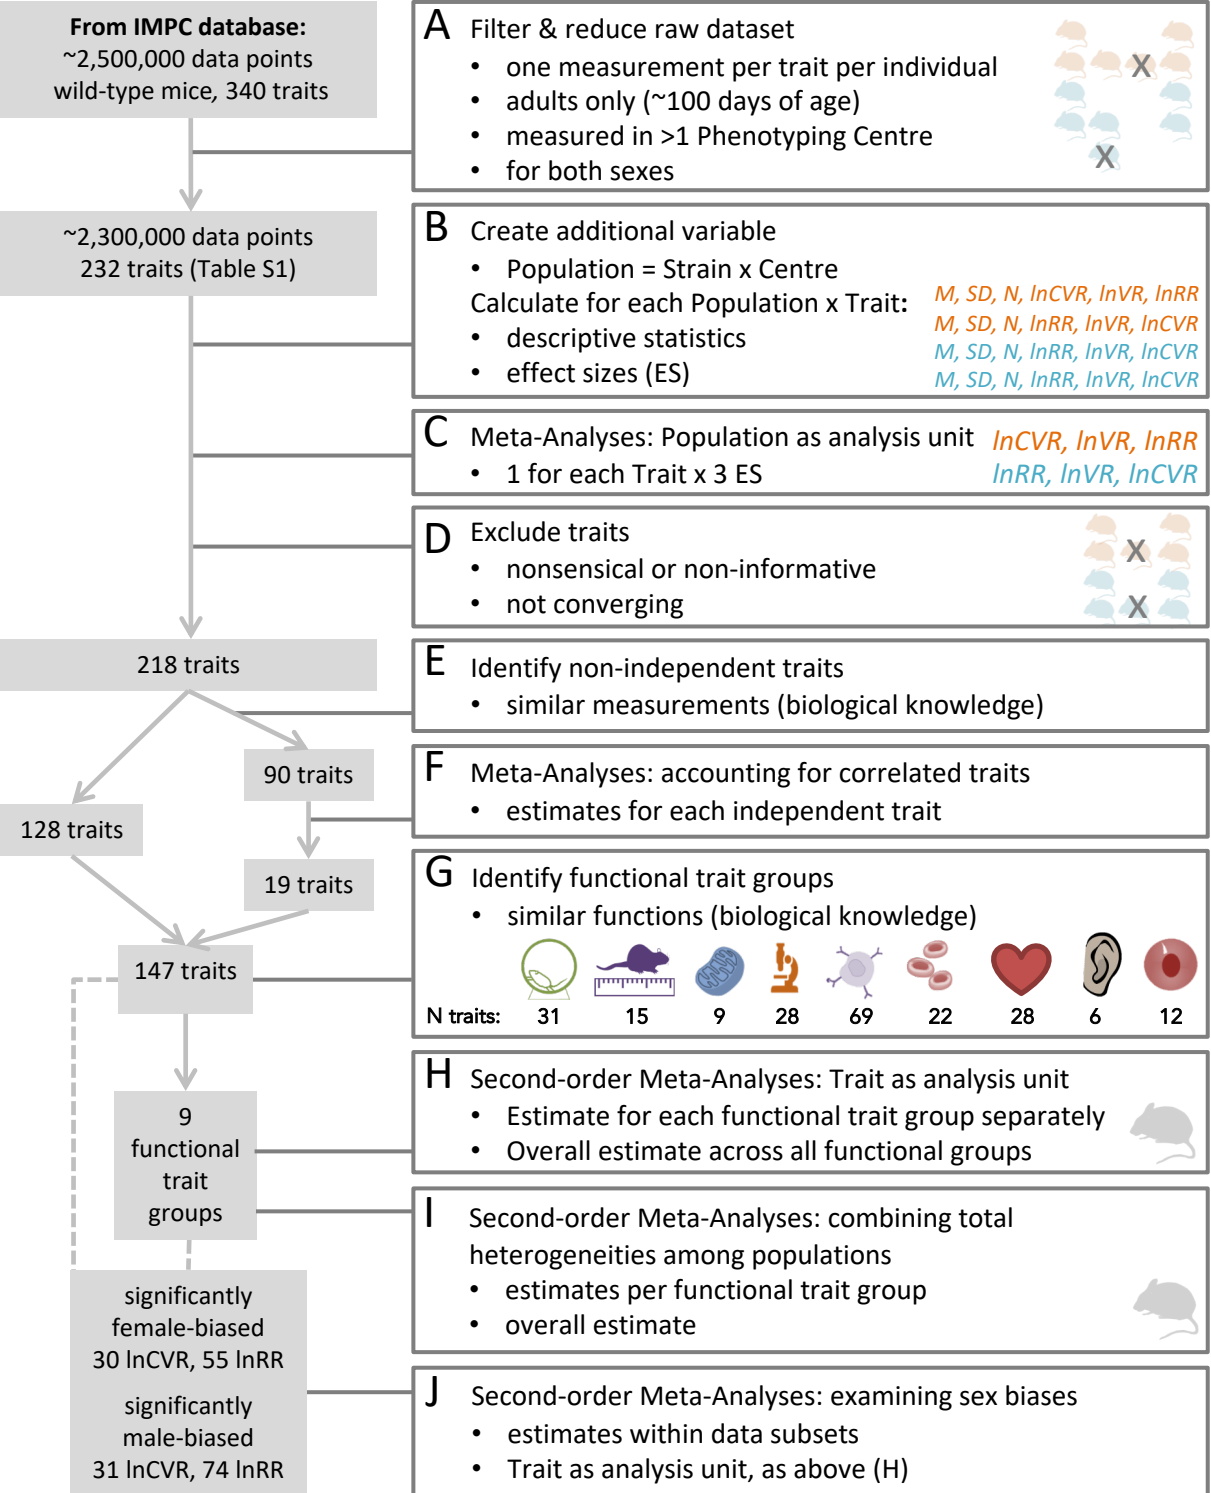 From IMPC database:
~2,500,000 data points
wild-type mice, 340 traits
A Filter & reduce raw dataset
• one measurement per trait per individual
• adults only (~100 days of age)
• measured in >1 Phenotyping Centre
• for both sexes
X
X
~2,300,000 data points
232 traits (Table S1)
B Create additional variable
• Population = Strain x Centre
Calculate for each Population x Trait:
• descriptive statistics
• effect sizes (ES)
M, SD, N, lnCVR, lnVR, lnRR
M, SD, N, lnRR, lnVR, lnCVR
M, SD, N, lnRR, lnVR, lnCVR
M, SD, N, lnRR, lnVR, lnCVR
C Meta-Analyses: Population as analysis unit
• 1 for each Trait x 3 ES
lnCVR, lnVR, lnRR
lnRR, lnVR, lnCVR
D Exclude traits
• nonsensical or non-informative
• not converging
X
X
218 traits
E Identify non-independent traits
• similar measurements (biological knowledge)
90 traits
128 traits
F Meta-Analyses: accounting for correlated traits
• estimates for each independent trait
19 traits
147 traits
G Identify functional trait groups
• similar functions (biological knowledge)
N traits: 31 15 9 28 69 22 28 6 12
9
functional
trait
groups
H Second-order Meta-Analyses: Trait as analysis unit
• Estimate for each functional trait group separately
• Overall estimate across all functional groups
I Second-order Meta-Analyses: combining total
heterogeneities among populations
• estimates per functional trait group
• overall estimate
significantly
female-biased
30 lnCVR, 55 lnRR
significantly
male-biased
31 lnCVR, 74 lnRR
J Second-order Meta-Analyses: examining sex biases
• estimates within data subsets
• Trait as analysis unit, as above (H)